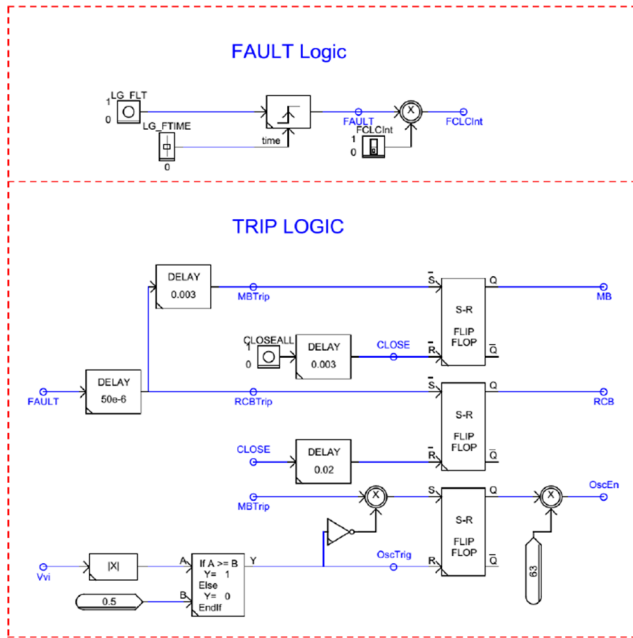 FAULT Logic
LG_FLT
1
0
LG_FTIME
0
time
FAULT
FCLCInt
1
0
X
FCLCInt
TRIP LOGIC
DELAY
0.003
MBTrip
S̅
Q
S-R
FLIP
FLOP
R̅
Q̅
MB
CLOSEALL
1
0
DELAY
0.003
CLOSE
FAULT
DELAY
50e-6
RCBTrip
S̅
Q
S-R
FLIP
FLOP
R̅
Q̅
RCB
CLOSE
DELAY
0.02
MBTrip
X
S
Q
S-R
FLIP
FLOP
R
Q̅
X
OscEn
63
OscTrig
Vvi
|X|
A
B
0.5
If A >= B
Y= 1
Else
Y= 0
EndIf
Y